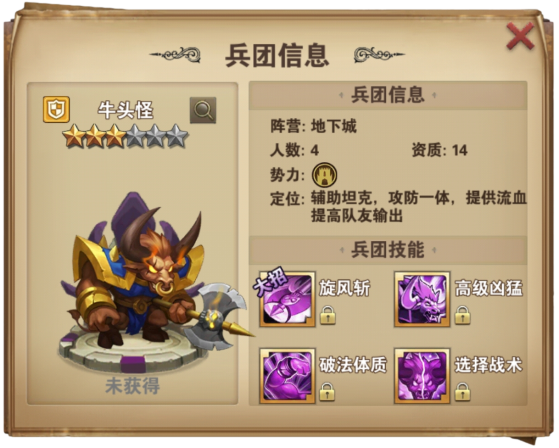 兵团信息
牛头怪
未获得
兵团信息
阵营: 地下城
人数: 4 资质: 14
势力:
定位: 辅助坦克，攻防一体，提供流血
提高队友输出
兵团技能
大招
旋风斩 高级凶猛
破法体质 选择战术